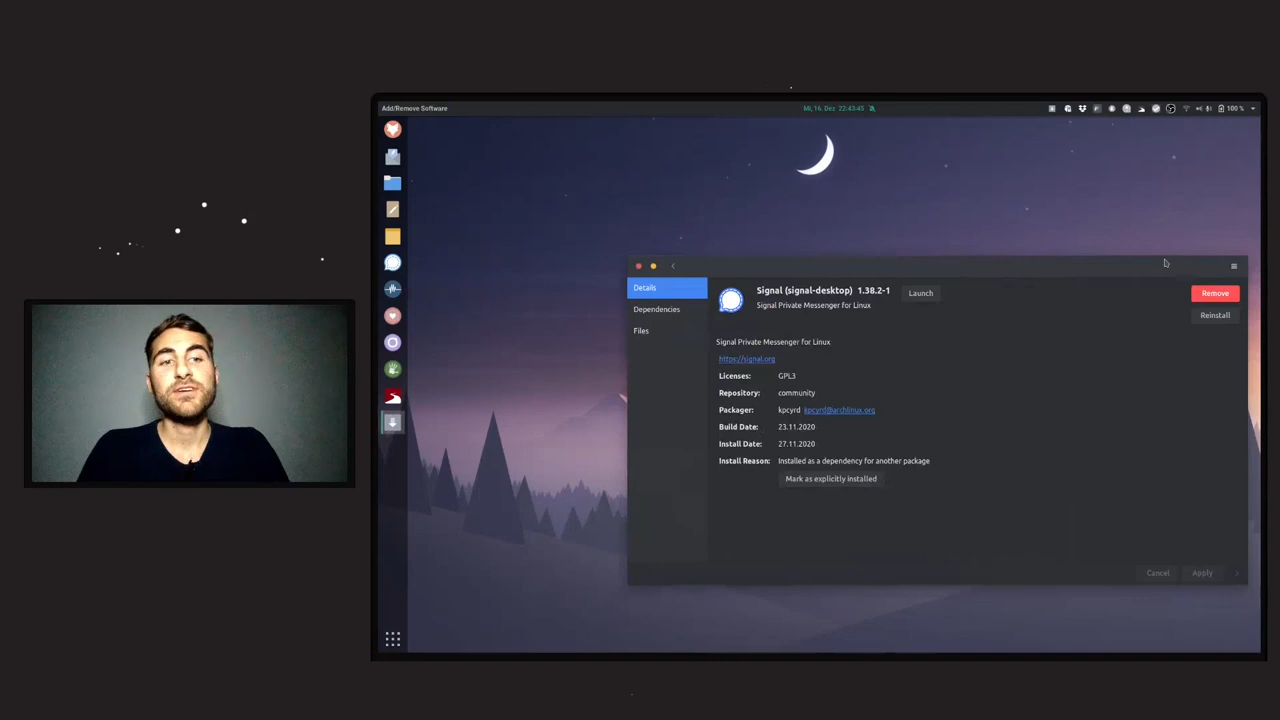 Add/Remove Software
Mi, 16. Dez 22:43:45
100 %
Details
Dependencies
Files
Signal (signal-desktop) 1.38.2-1
Launch
Signal Private Messenger for Linux
Remove
Reinstall
Signal Private Messenger for Linux
https://signal.org
Licenses: GPL3
Repository: community
Packager: kpcyrd kpcyrd@archlinux.org
Build Date: 23.11.2020
Install Date: 27.11.2020
Install Reason: Installed as a dependency for another package
Mark as explicitly installed
Cancel Apply